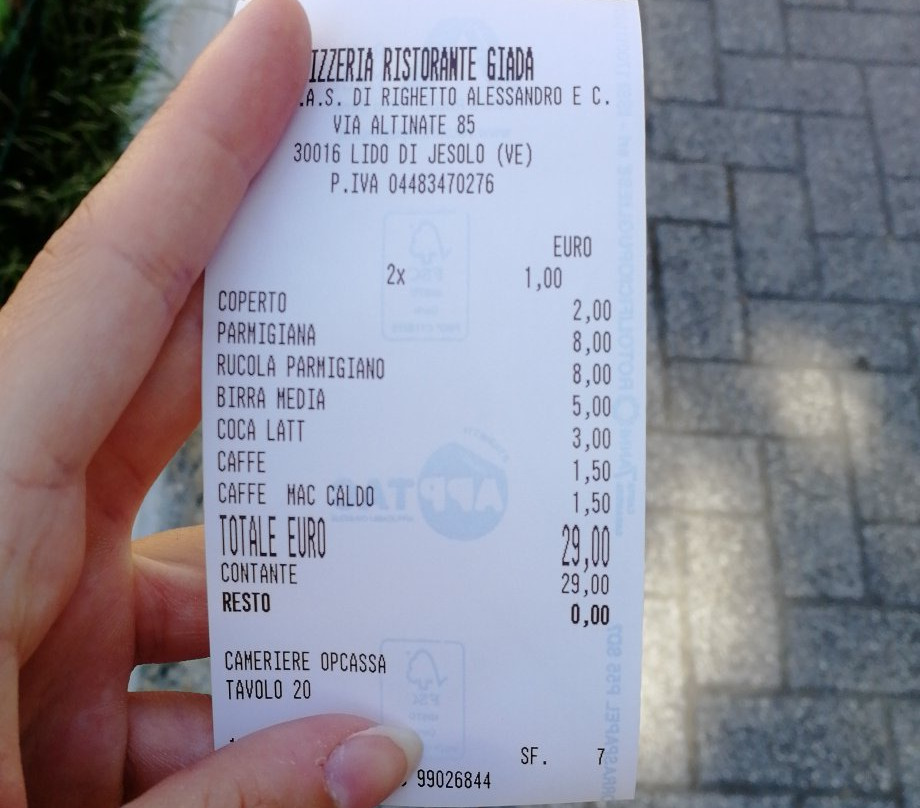 IZZERIA RISTORANTE GIADA
.A.S. DI RIGHETTO ALESSANDRO E C.
VIA ALTINATE 85
30016 LIDO DI JESOLO (VE)
P.IVA 04483470276
EURO
2x 1,00
COPERTO 2,00
PARMIGIANA 8,00
RUCOLA PARMIGIANO 8,00
BIRRA MEDIA 5,00
COCA LATT 3,00
CAFFE 1,50
CAFFE MAC CALDO 1,50
TOTALE EURO 29,00
CONTANTE 29,00
RESTO 0,00
CAMERIERE OPCASSA
TAVOLO 20
SF. 7
99026844